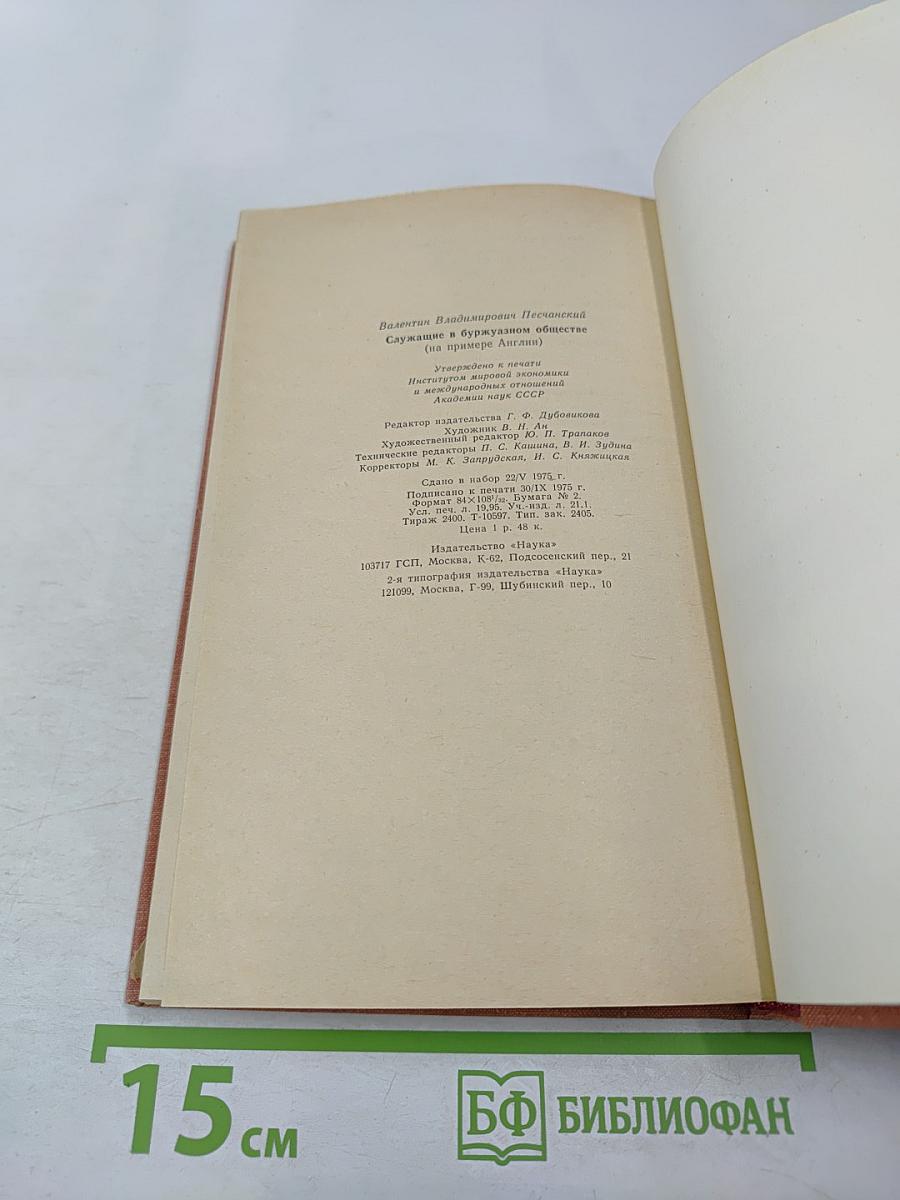 Валентин Владимирович Песчанский
Служащие в буржуазном обществе
(на примере Англии)
Утверждено к печати
Институтом мировой экономики
и международных отношений
Академии наук СССР
Редактор издательства Г. Ф. Дубовикова
Художник В. Н. Ан
Художественный редактор Ю. П. Трапаков
Технические редакторы П. С. Кашина, В. И. Зудина
Корректоры М. К. Запрудская, И. С. Княжицкая
Сдано в набор 22/V 1975 г.
Подписано к печати 30/IX 1975 г.
Формат 84×108¹/₃₂. Бумага № 2.
Усл. печ. л. 19,95. Уч.-изд. л. 21.1.
Тираж 2400. Т-10597. Тип. зак. 2405.
Цена 1 р. 48 к.
Издательство «Наука»
103717 ГСП, Москва, К-62, Подсосенский пер., 21
2-я типография издательства «Наука»
121099, Москва, Г-99, Шубинский пер., 10
15 см
БФ БИБЛИОФАН